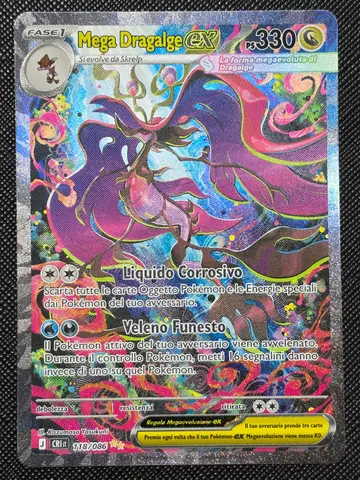 FASE 1
Mega Dragalge ex PS 330
Si evolve da Skrelp
La forma megaevoluta di Dragalge
Liquido Corrosivo
Scarta tutte le carte Oggetto Pokémon e le Energie speciali
dai Pokémon del tuo avversario.
Veleno Funesto
Il Pokémon attivo del tuo avversario viene avvelenato.
Durante il controllo Pokémon, metti 16 segnalini danno
invece di uno su quel Pokémon.
debolezza resistenza ritirata
Ill. Kazumasa Yasukuni
J CRI IT 118/086
Regola Megaevoluzione-ex
Il tuo avversario prende tre carte
Premio ogni volta che il tuo Pokémon-ex Megaevoluzione viene messo KO.